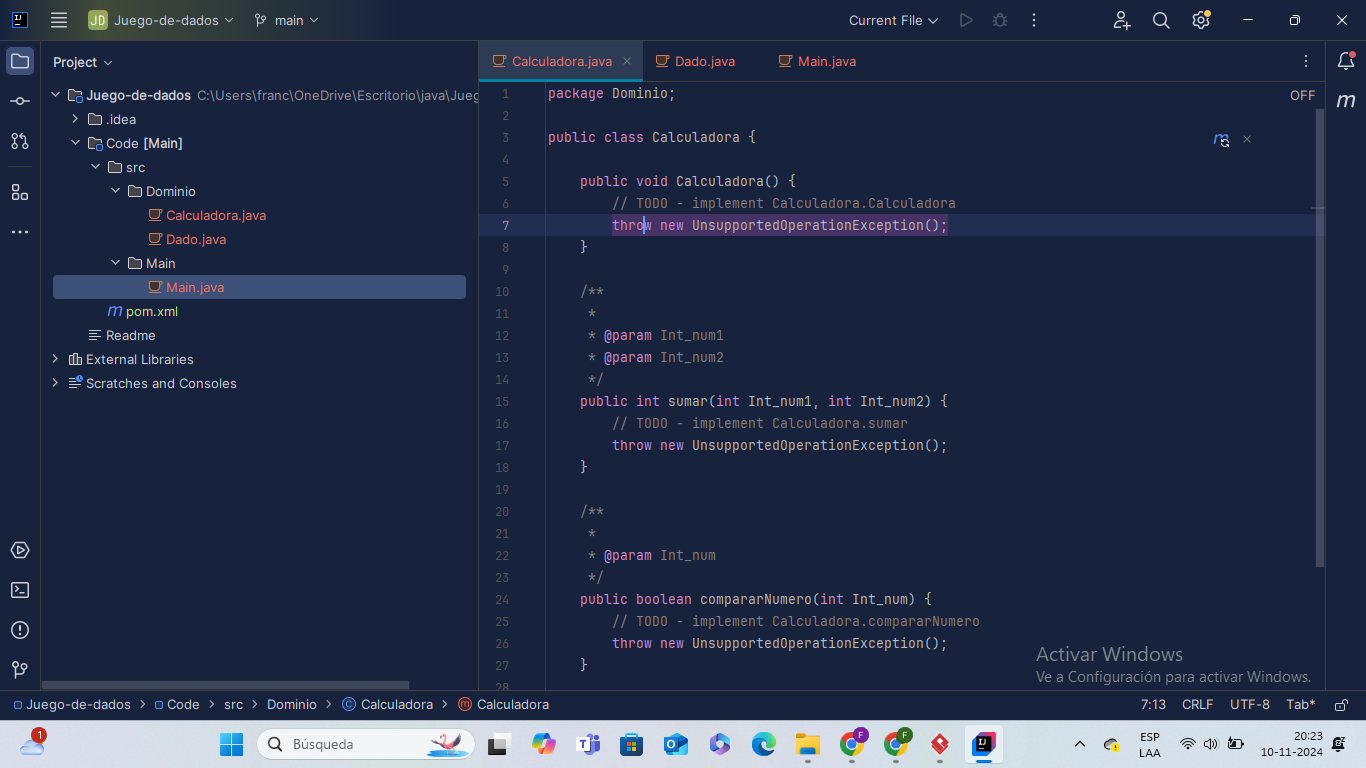 JD Juego-de-dados main Current File
Project
Juego-de-dados C:\Users\franc\OneDrive\Escritorio\java\Jueg
.idea
Code [Main]
src
Dominio
Calculadora.java
Dado.java
Main
Main.java
m pom.xml
Readme
External Libraries
Scratches and Consoles
Calculadora.java Dado.java Main.java
OFF
m
1 package Dominio;
2
3 public class Calculadora {
4
5 public void Calculadora() {
6 // TODO - implement Calculadora.Calculadora
7 throw new UnsupportedOperationException();
8 }
9
10 /**
11 *
12 * @param Int_num1
13 * @param Int_num2
14 */
15 public int sumar(int Int_num1, int Int_num2) {
16 // TODO - implement Calculadora.sumar
17 throw new UnsupportedOperationException();
18 }
19
20 /**
21 *
22 * @param Int_num
23 */
24 public boolean compararNumero(int Int_num) {
25 // TODO - implement Calculadora.compararNumero
26 throw new UnsupportedOperationException();
27 }
28
Activar Windows
Ve a Configuración para activar Windows.
Juego-de-dados > Code > src > Dominio > Calculadora > Calculadora 7:13 CRLF UTF-8 Tab*
1
Búsqueda
F
F
ESP
LAA
20:23
10-11-2024